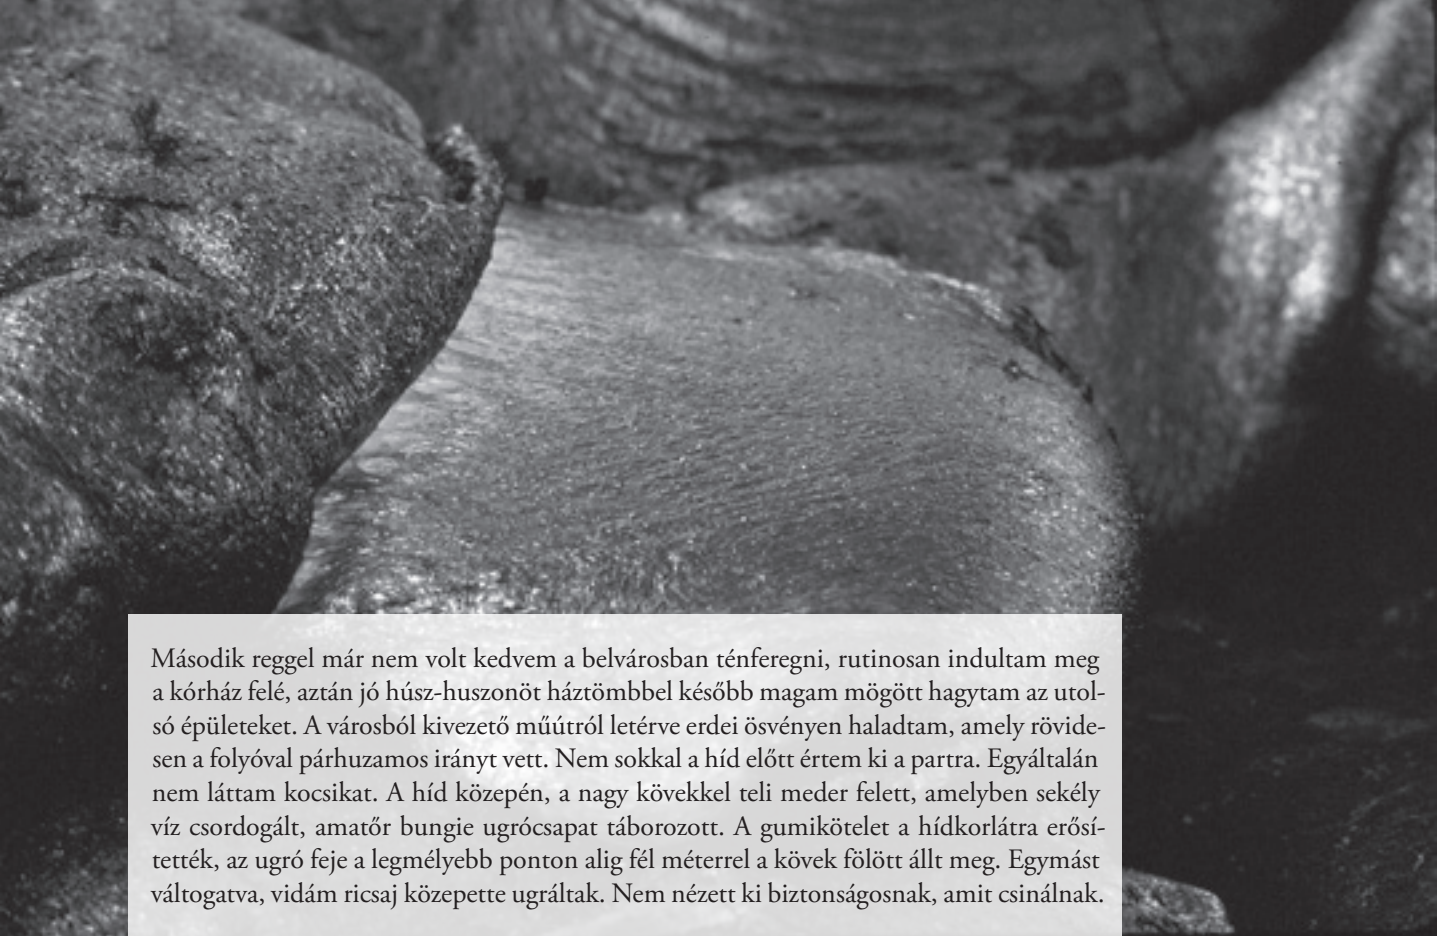 Második reggel már nem volt kedvem a belvárosban ténferegni, rutinosan indultam meg
a kórház felé, aztán jó húsz-huszonöt háztömbbel később magam mögött hagytam az utol-
só épületeket. A városból kivezető műútról letérve erdei ösvényen haladtam, amely rövide-
sen a folyóval párhuzamos irányt vett. Nem sokkal a híd előtt értem ki a partra. Egyáltalán
nem láttam kocsikat. A híd közepén, a nagy kövekkel teli meder felett, amelyben sekély
víz csordogált, amatőr bungie ugrócsapat táborozott. A gumikötelet a hídkorlátra erősí-
tették, az ugró feje a legmélyebb ponton alig fél méterrel a kövek fölött állt meg. Egymást
váltogatva, vidám ricsaj közepette ugráltak. Nem nézett ki biztonságosnak, amit csinálnak.